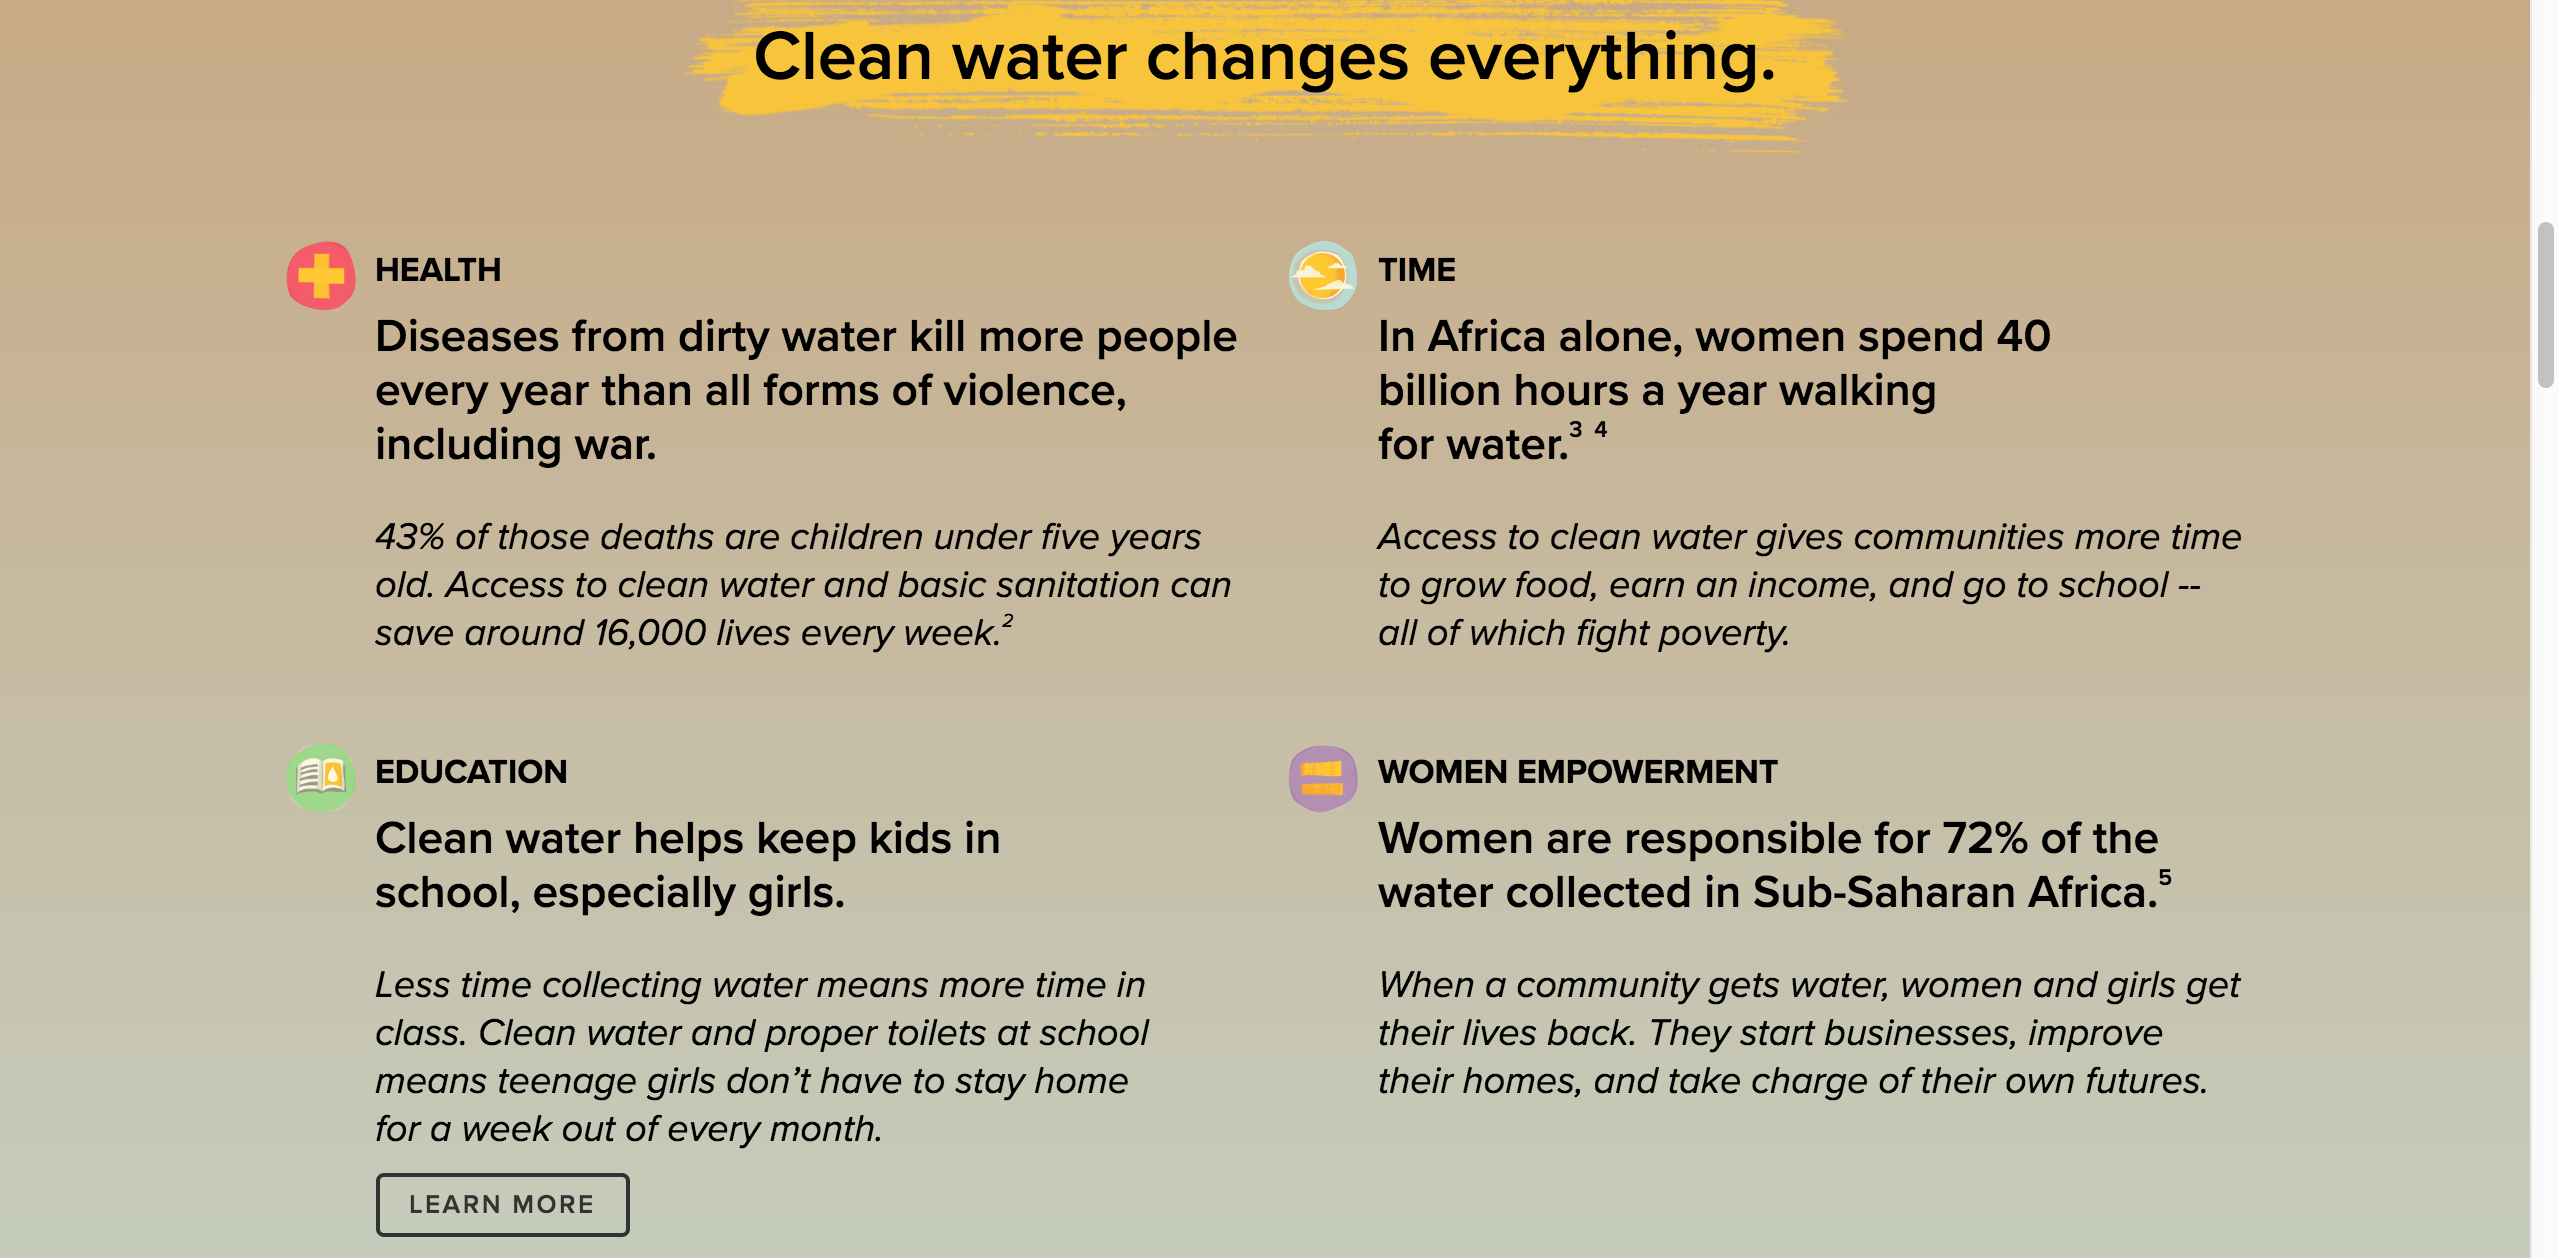 Clean water changes everything.
HEALTH
Diseases from dirty water kill more people
every year than all forms of violence,
including war.
43% of those deaths are children under five years
old. Access to clean water and basic sanitation can
save around 16,000 lives every week.²
TIME
In Africa alone, women spend 40
billion hours a year walking
for water.³ ⁴
Access to clean water gives communities more time
to grow food, earn an income, and go to school --
all of which fight poverty.
EDUCATION
Clean water helps keep kids in
school, especially girls.
Less time collecting water means more time in
class. Clean water and proper toilets at school
means teenage girls don’t have to stay home
for a week out of every month.
LEARN MORE
WOMEN EMPOWERMENT
Women are responsible for 72% of the
water collected in Sub-Saharan Africa.⁵
When a community gets water, women and girls get
their lives back. They start businesses, improve
their homes, and take charge of their own futures.